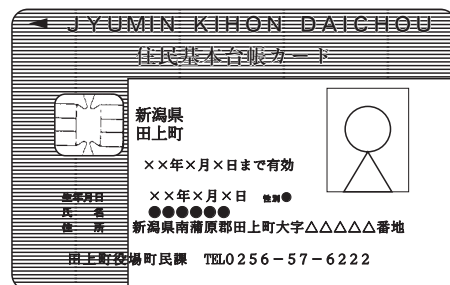 JYUMIN KIHON DAICHOU
住民基本台帳カード
新潟県
田上町
××年×月×日まで有効
生年月日 ××年×月×日 性別●
氏名 ●●●●●●
住所 新潟県南蒲原郡田上町大字△△△△△番地
田上町役場町民課 TEL0256-57-6222